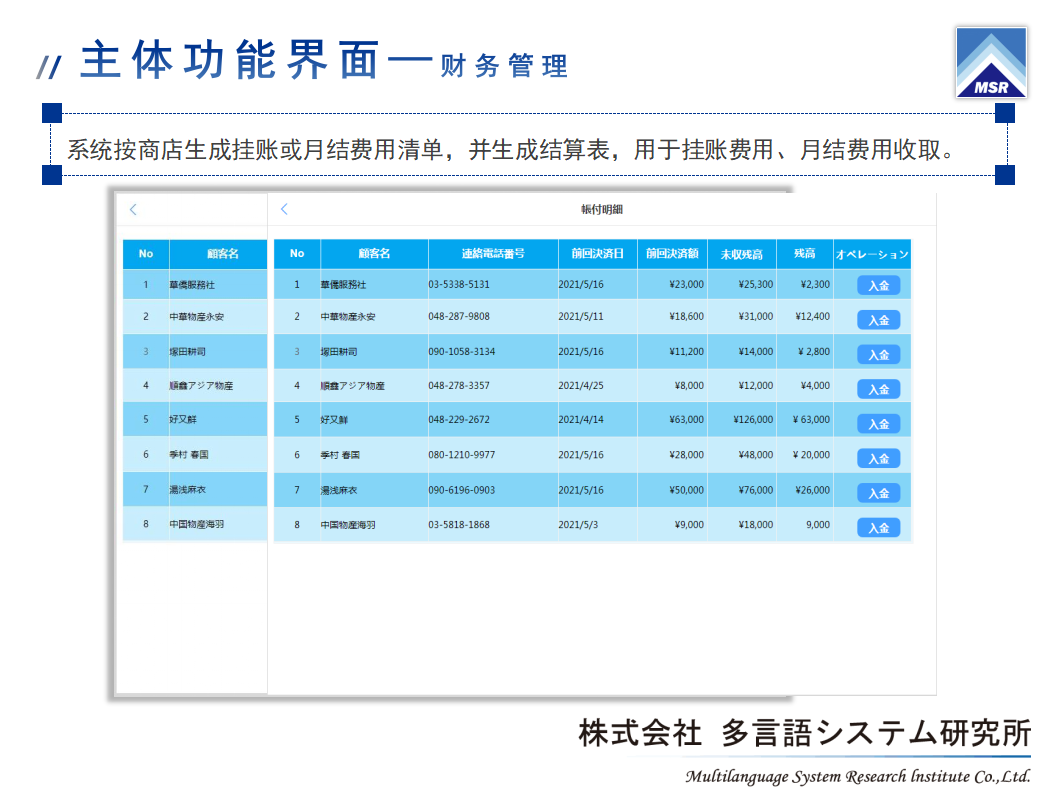 // 主体功能界面—财务管理
MSR
系统按商店生成挂账或月结费用清单，并生成结算表，用于挂账费用、月结费用收取。
帳付明細
No 顧客名
1 華僑服務社
2 中華物産永安
3 塚田耕司
4 順鑫アジア物産
5 好又鮮
6 季村 春国
7 湯浅麻衣
8 中国物産海羽
No 顧客名 連絡電話番号 前回決済日 前回決済額 未収残高 残高 オペレーション
1 華僑服務社 03-5338-5131 2021/5/16 ¥23,000 ¥25,300 ¥2,300 入金
2 中華物産永安 048-287-9808 2021/5/11 ¥18,600 ¥31,000 ¥12,400 入金
3 塚田耕司 090-1058-3134 2021/5/16 ¥11,200 ¥14,000 ¥ 2,800 入金
4 順鑫アジア物産 048-278-3357 2021/4/25 ¥8,000 ¥12,000 ¥4,000 入金
5 好又鮮 048-229-2672 2021/4/14 ¥63,000 ¥126,000 ¥ 63,000 入金
6 季村 春国 080-1210-9977 2021/5/16 ¥28,000 ¥48,000 ¥ 20,000 入金
7 湯浅麻衣 090-6196-0903 2021/5/16 ¥50,000 ¥76,000 ¥26,000 入金
8 中国物産海羽 03-5818-1868 2021/5/3 ¥9,000 ¥18,000 9,000 入金
株式会社 多言語システム研究所
Multilanguage System Research Institute Co.,Ltd.